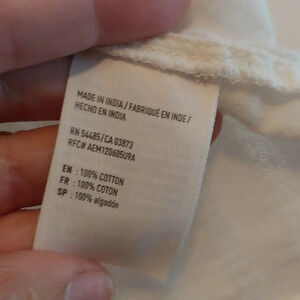 MADE IN INDIA / FABRIQUÉ EN INDE /
HECHO EN INDIA
RN 54485/CA 03873
RFC# AEM120605U9A
EN : 100% COTTON
FR : 100% COTON
SP : 100% algodón